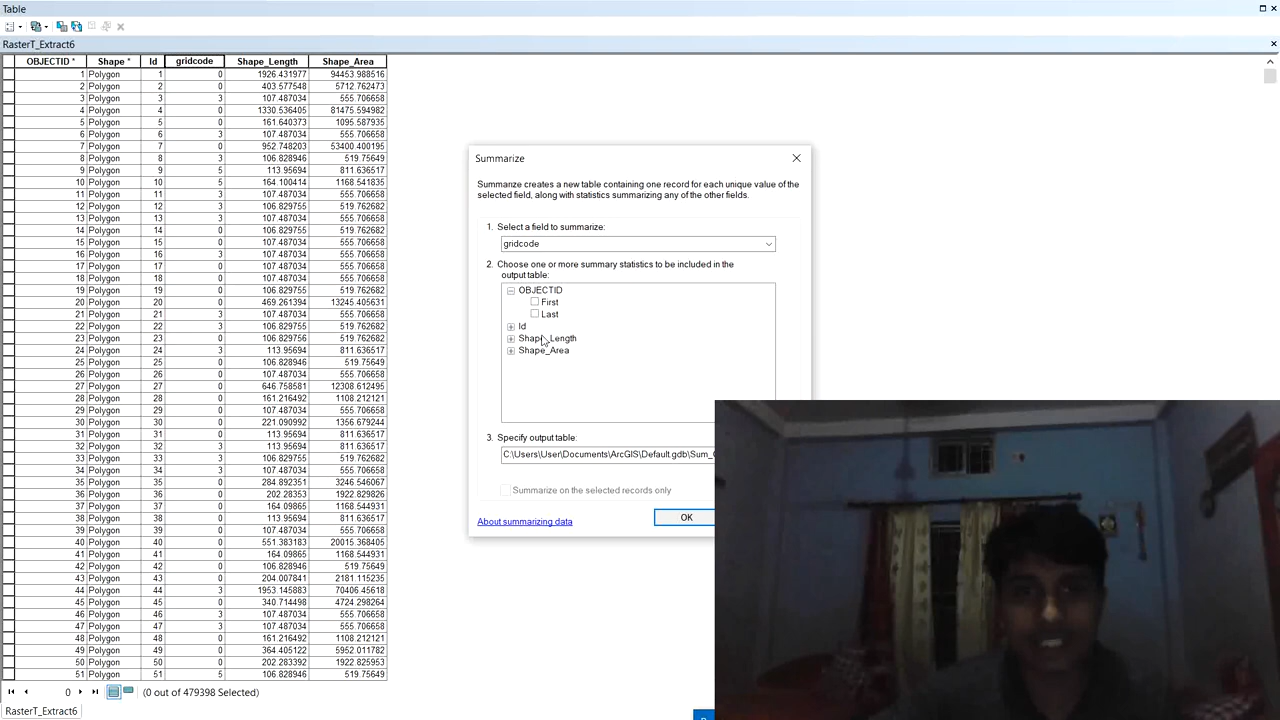 Table
RasterT_Extract6
OBJECTID * Shape * Id gridcode Shape_Length Shape_Area
1 Polygon 1 0 1926.431977 94453.988516
2 Polygon 2 0 403.577548 5712.762473
3 Polygon 3 3 107.487034 555.706658
4 Polygon 4 0 1330.536405 81475.594982
5 Polygon 5 0 161.640373 1095.587935
6 Polygon 6 3 107.487034 555.706658
7 Polygon 7 0 952.748203 53400.400195
8 Polygon 8 3 106.828946 519.75649
9 Polygon 9 5 113.95694 811.636517
10 Polygon 10 5 164.100414 1168.541835
11 Polygon 11 3 107.487034 555.706658
12 Polygon 12 3 106.829755 519.762682
13 Polygon 13 3 107.487034 555.706658
14 Polygon 14 0 106.829755 519.762682
15 Polygon 15 0 107.487034 555.706658
16 Polygon 16 3 107.487034 555.706658
17 Polygon 17 0 107.487034 555.706658
18 Polygon 18 0 107.487034 555.706658
19 Polygon 19 0 106.829755 519.762682
20 Polygon 20 0 469.261394 13245.405631
21 Polygon 21 3 107.487034 555.706658
22 Polygon 22 3 106.829755 519.762682
23 Polygon 23 0 106.829756 519.762682
24 Polygon 24 3 113.95694 811.636517
25 Polygon 25 0 106.828946 519.75649
26 Polygon 26 0 107.487034 555.706658
27 Polygon 27 0 646.758581 12308.612495
28 Polygon 28 0 161.216492 1108.212121
29 Polygon 29 0 107.487034 555.706658
30 Polygon 30 0 221.090992 1356.679244
31 Polygon 31 0 113.95694 811.636517
32 Polygon 32 3 113.95694 811.636517
33 Polygon 33 3 106.829755 519.762682
34 Polygon 34 3 107.487034 555.706658
35 Polygon 35 0 284.892351 3246.546067
36 Polygon 36 0 202.28353 1922.829826
37 Polygon 37 0 164.09865 1168.544931
38 Polygon 38 0 113.95694 811.636517
39 Polygon 39 0 107.487034 555.706658
40 Polygon 40 0 551.383183 20015.368405
41 Polygon 41 0 164.09865 1168.544931
42 Polygon 42 0 106.828946 519.75649
43 Polygon 43 0 204.007841 2181.115235
44 Polygon 44 3 1953.145883 70406.45618
45 Polygon 45 0 340.714498 4724.298264
46 Polygon 46 3 107.487034 555.706658
47 Polygon 47 3 107.487034 555.706658
48 Polygon 48 0 161.216492 1108.212121
49 Polygon 49 0 364.405122 5952.011782
50 Polygon 50 0 202.283392 1922.825953
51 Polygon 51 5 106.828946 519.75649
0 (0 out of 479398 Selected)
RasterT_Extract6
Summarize
Summarize creates a new table containing one record for each unique value of the
selected field, along with statistics summarizing any of the other fields.
1. Select a field to summarize:
gridcode
2. Choose one or more summary statistics to be included in the
output table:
OBJECTID
First
Last
Id
Shape_Length
Shape_Area
3. Specify output table:
C:\Users\User\Documents\ArcGIS\Default.gdb\Sum_
Summarize on the selected records only
About summarizing data
OK